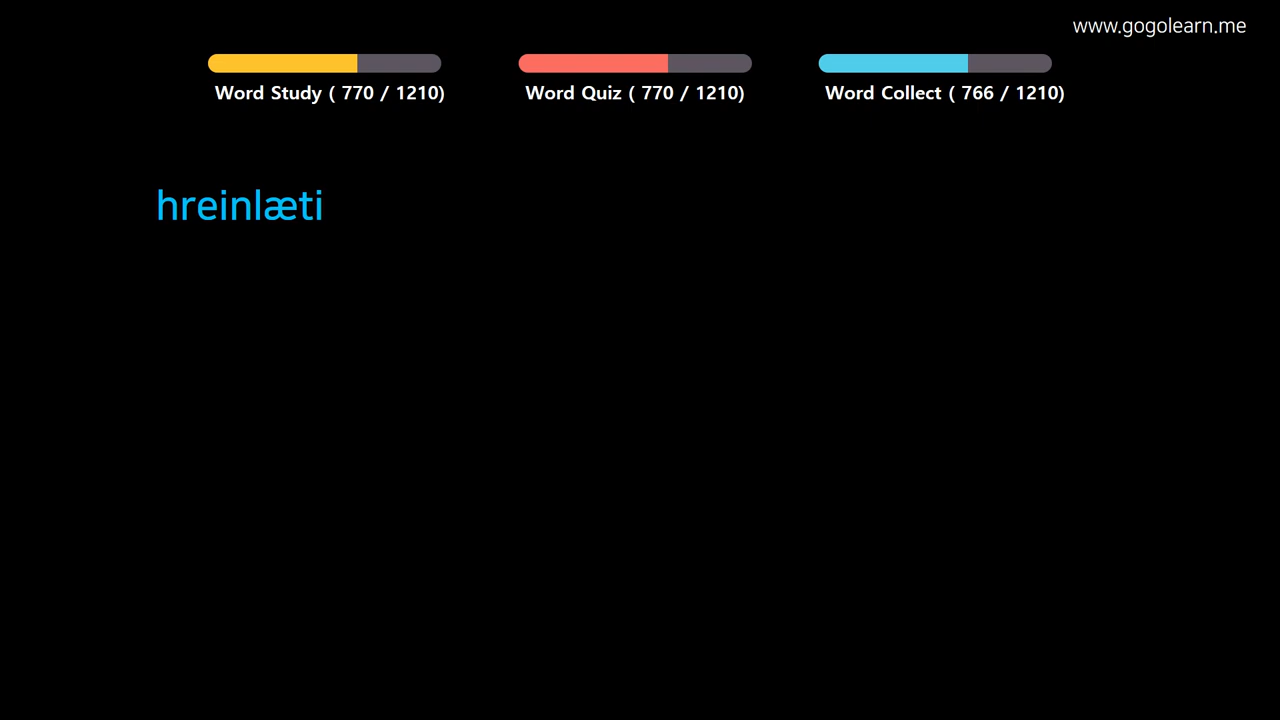 www.gogolearn.me
Word Study ( 770 / 1210)
Word Quiz ( 770 / 1210)
Word Collect ( 766 / 1210)
hreinlæti